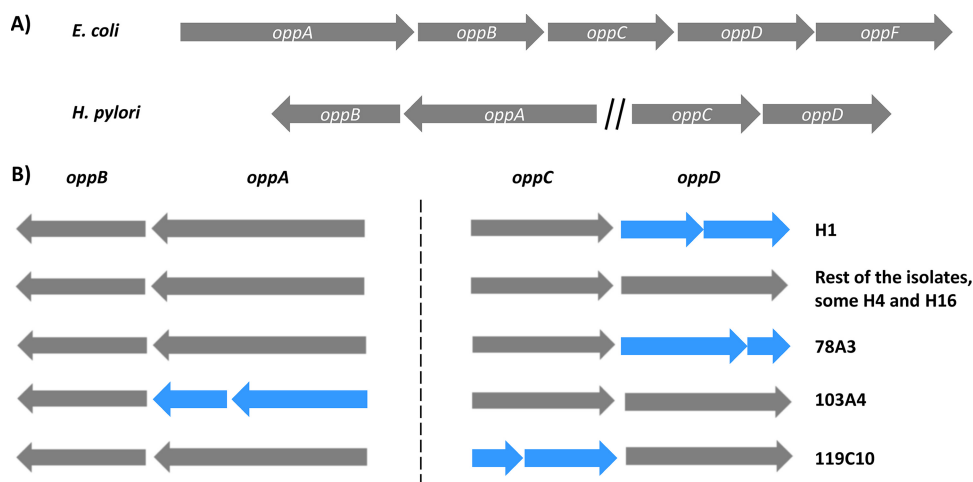 A) E. coli oppA oppB oppC oppD oppF
H. pylori oppB oppA // oppC oppD
B) oppB oppA oppC oppD
H1
Rest of the isolates,
some H4 and H16
78A3
103A4
119C10